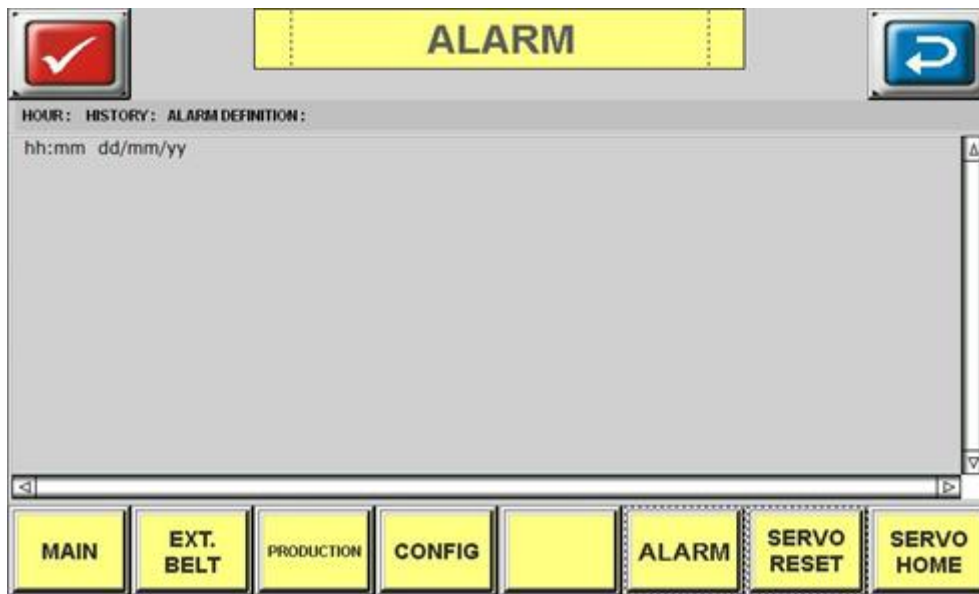 ALARM
HOUR: HISTORY: ALARM DEFINITION:
hh:mm dd/mm/yy
MAIN
EXT.
BELT
PRODUCTION
CONFIG
ALARM
SERVO
RESET
SERVO
HOME